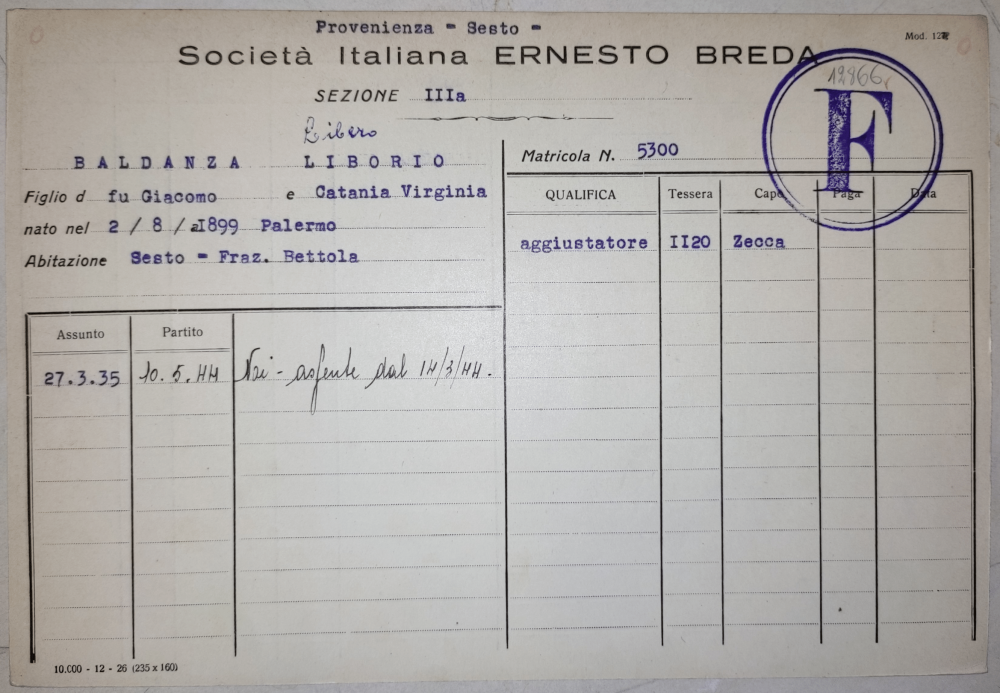 Provenienza - Sesto -
Mod. 12
Società Italiana ERNESTO BREDA
12866
F
SEZIONE IIIa
Libero
BALDANZA LIBORIO
Matricola N. 5300
Figlio d fu Giacomo e Catania Virginia
nato nel 2 / 8 / 1899 Palermo
Abitazione Sesto - Fraz. Bettola
QUALIFICA Tessera Capo Paga Data
aggiustatore II20 Zecca
Assunto Partito
27.3.35 10.5.44 Noi - assente dal 14/3/44.
10.000 - 12 - 26 (235 x 160)